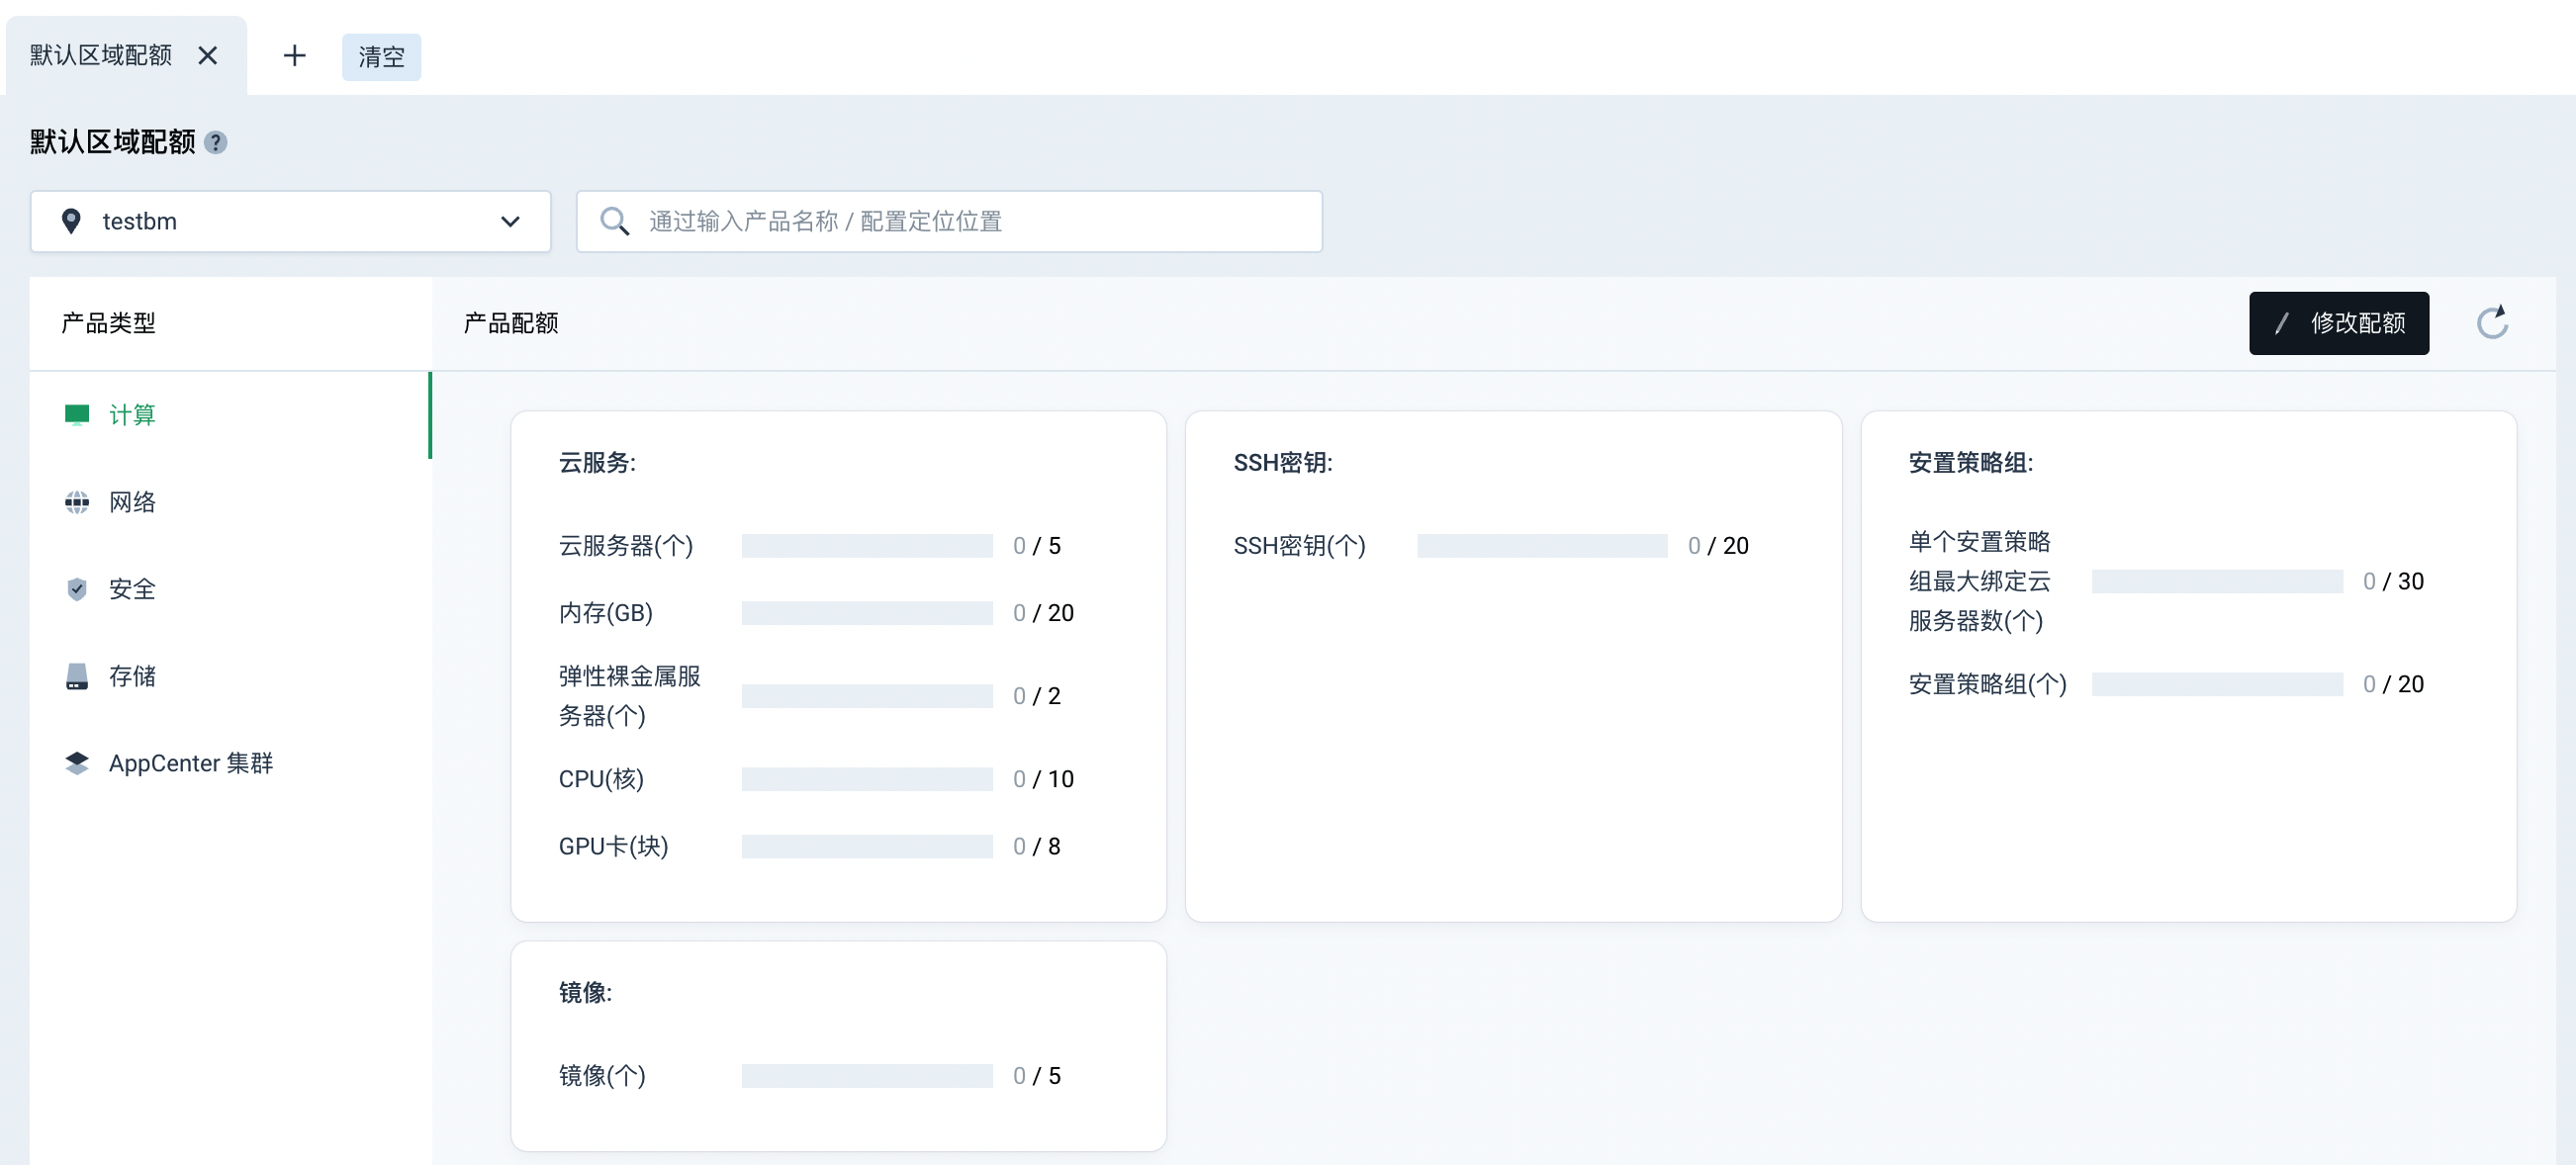 默认区域配额
清空
默认区域配额 ?
testbm
通过输入产品名称 / 配置定位位置
产品类型
产品配额
修改配额
计算
网络
安全
存储
AppCenter 集群
云服务:
云服务器(个) 0 / 5
内存(GB) 0 / 20
弹性裸金属服
务器(个) 0 / 2
CPU(核) 0 / 10
GPU卡(块) 0 / 8
SSH密钥:
SSH密钥(个) 0 / 20
安置策略组:
单个安置策略
组最大绑定云 0 / 30
服务器数(个)
安置策略组(个) 0 / 20
镜像:
镜像(个) 0 / 5